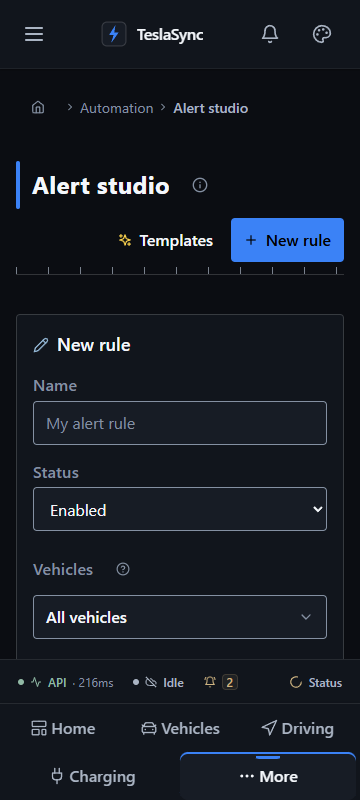 TeslaSync
Automation Alert studio
Alert studio
Templates
New rule
New rule
Name
My alert rule
Status
Enabled
Vehicles
All vehicles
API · 216ms Idle 2 Status
Home Vehicles Driving
Charging More